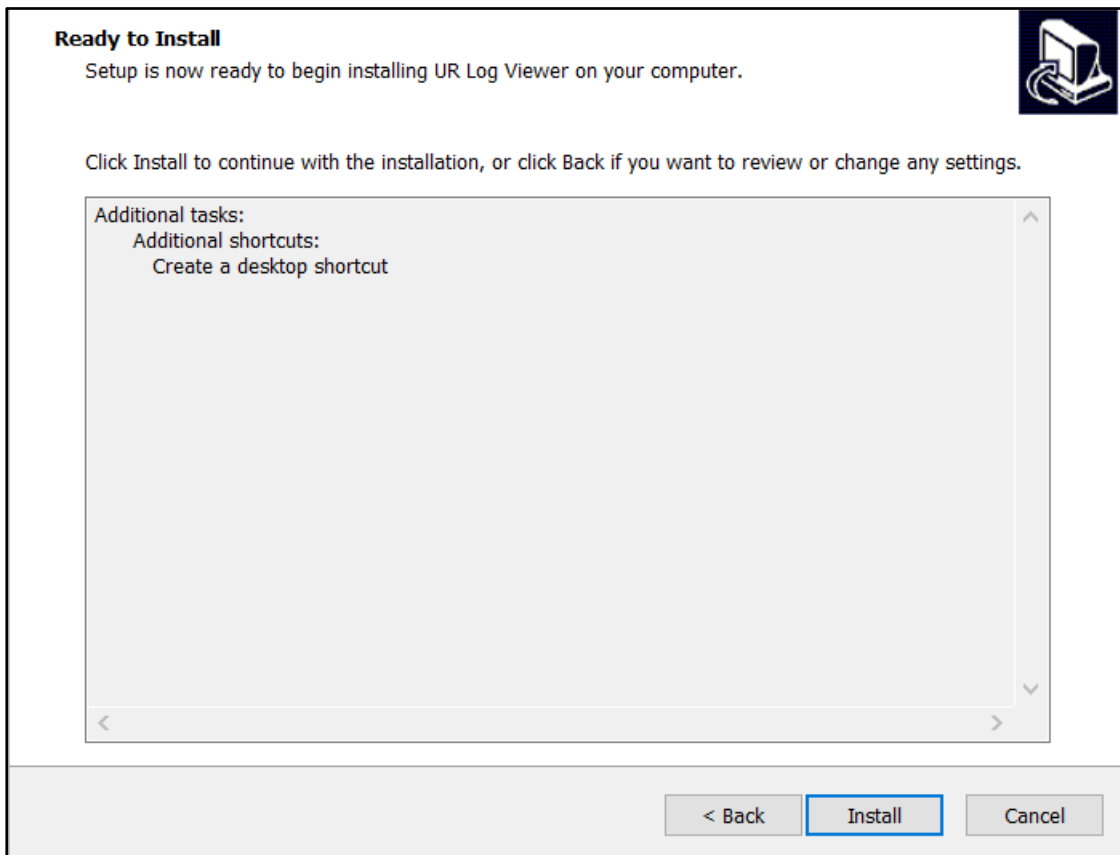 Ready to Install
Setup is now ready to begin installing UR Log Viewer on your computer.
Click Install to continue with the installation, or click Back if you want to review or change any settings.
Additional tasks:
Additional shortcuts:
Create a desktop shortcut
< Back
Install
Cancel